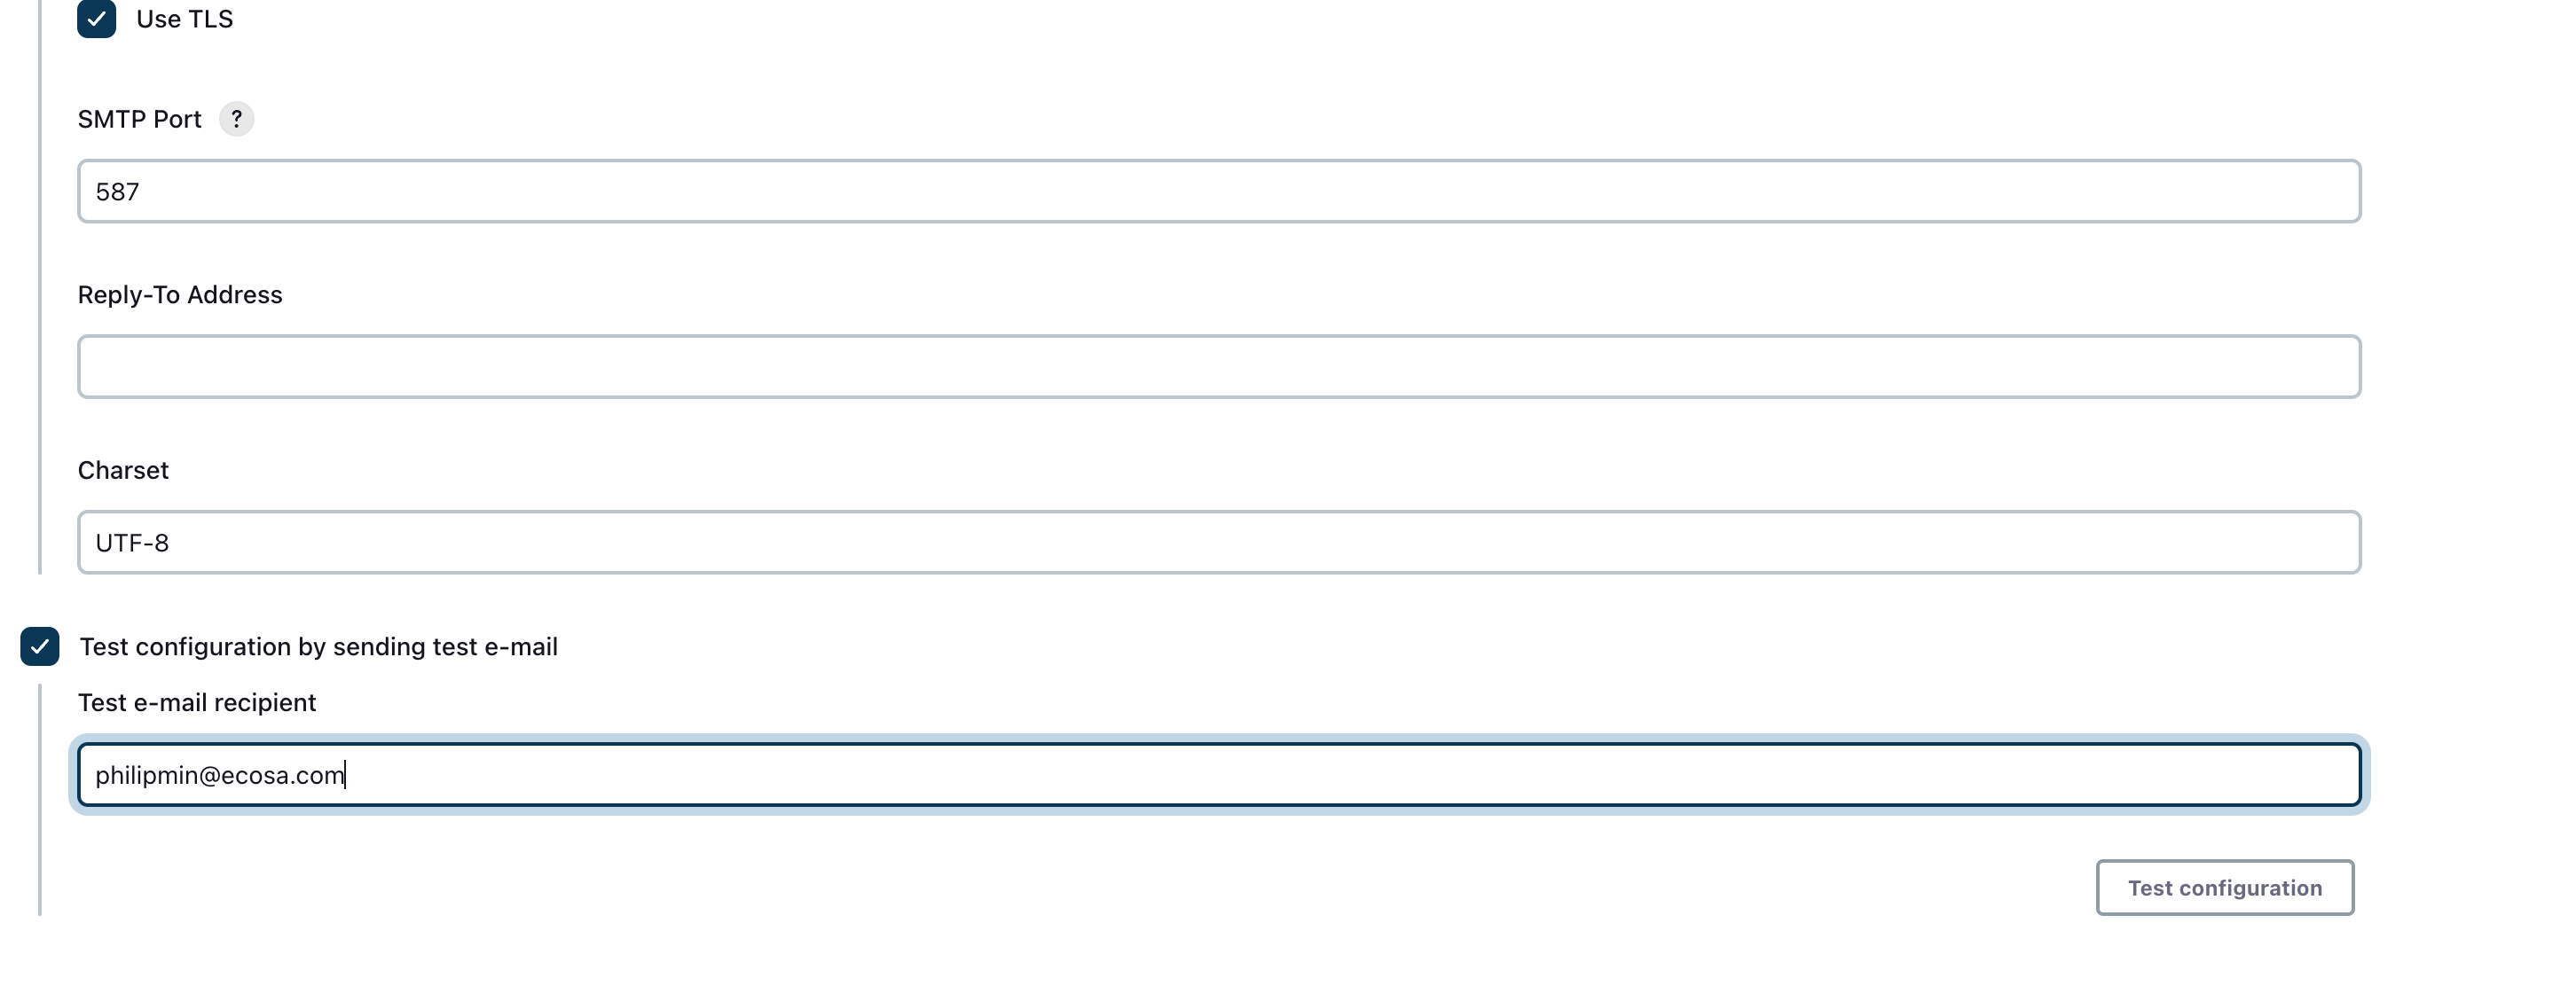 Use TLS
SMTP Port ?
587
Reply-To Address
Charset
UTF-8
Test configuration by sending test e-mail
Test e-mail recipient
philipmin@ecosa.com
Test configuration